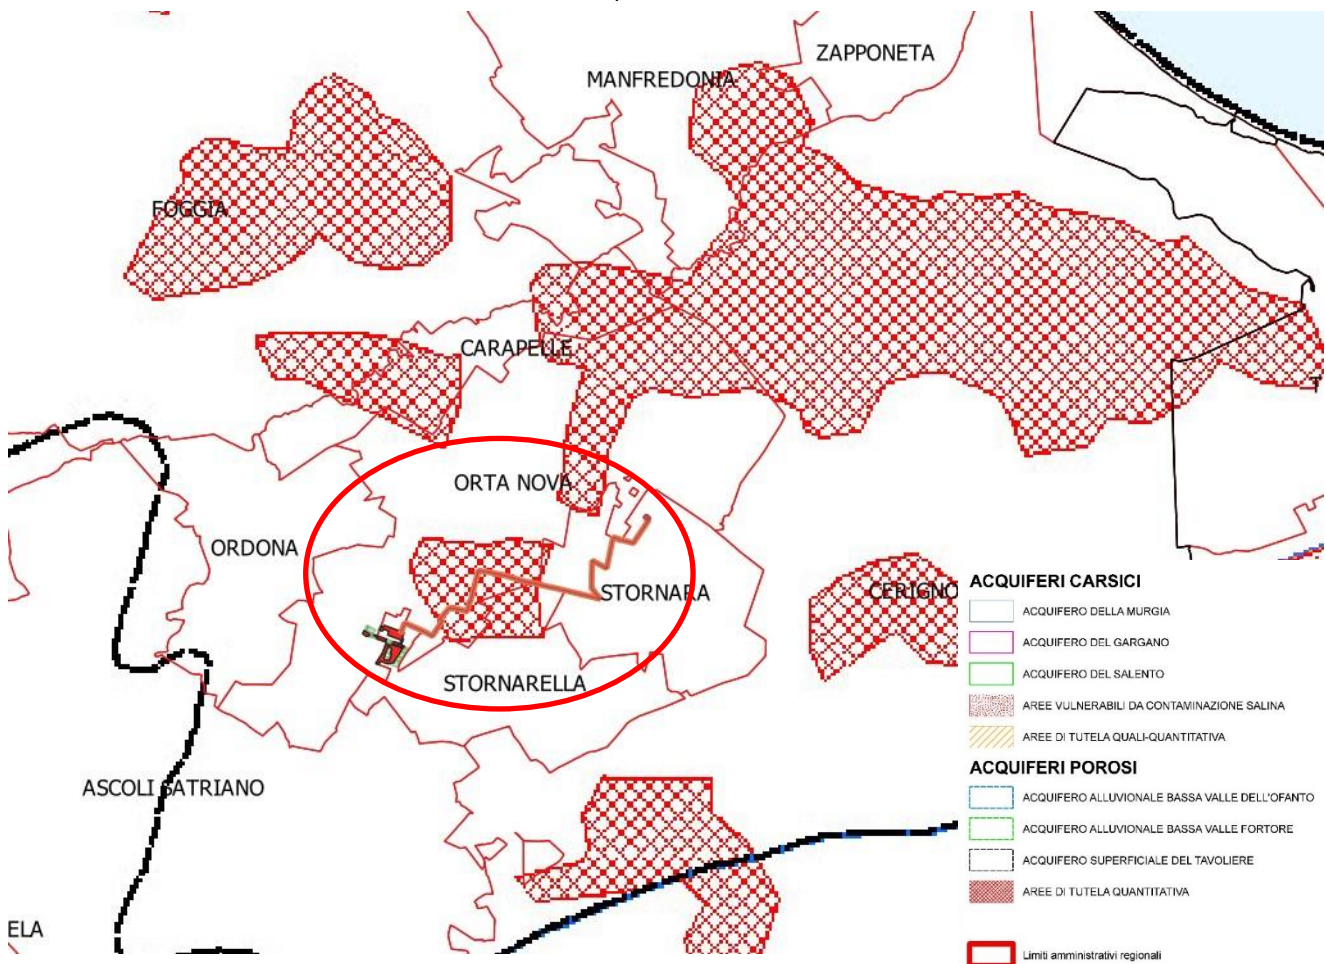 ZAPPONETA
MANFREDONIA
FOGGIA
CARAPELLE
ORTA NOVA
ORDONA
STORNARA
CERIGNO
STORNARELLA
ASCOLI SATRIANO
ELA
T
ACQUIFERI CARSICI
ACQUIFERO DELLA MURGIA
ACQUIFERO DEL GARGANO
ACQUIFERO DEL SALENTO
AREE VULNERABILI DA CONTAMINAZIONE SALINA
AREE DI TUTELA QUALI-QUANTITATIVA
ACQUIFERI POROSI
ACQUIFERO ALLUVIONALE BASSA VALLE DELL'OFANTO
ACQUIFERO ALLUVIONALE BASSA VALLE FORTORE
ACQUIFERO SUPERFICIALE DEL TAVOLIERE
AREE DI TUTELA QUANTITATIVA
Limiti amministrativi regionali